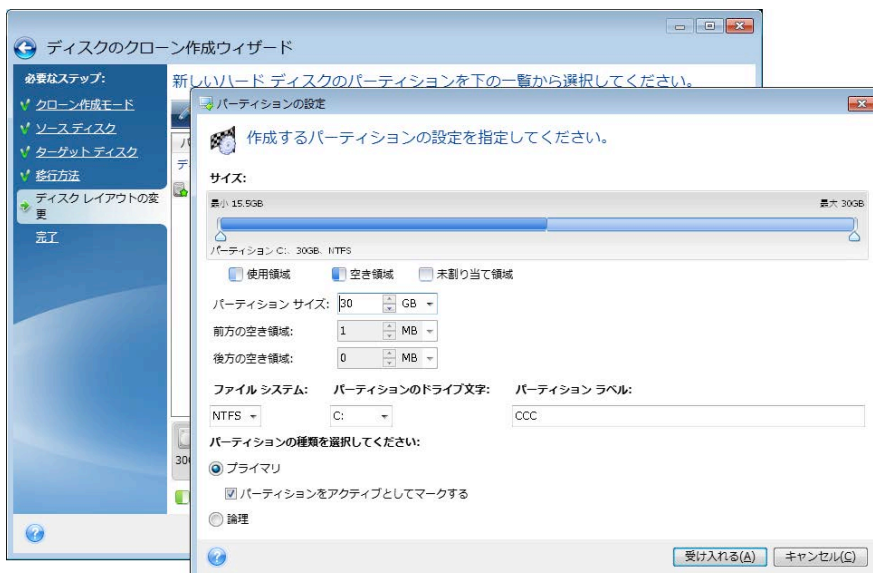 ディスクのクローン作成ウィザード
必要なステップ:
クローン作成モード
ソース ディスク
ターゲット ディスク
移行方法
ディスク レイアウトの変
更
完了
新しいハード ディスクのパーティションを下の一覧から選択してください。
パーティションの設定
作成するパーティションの設定を指定してください。
サイズ:
最小 15.5GB
最大 30GB
パーティション C:、30GB、NTFS
使用領域
空き領域
未割り当て領域
パーティション サイズ: 30 GB
前方の空き領域: 1 MB
後方の空き領域: 0 MB
ファイル システム: パーティションのドライブ文字: パーティション ラベル:
NTFS C: CCC
パーティションの種類を選択してください:
プライマリ
パーティションをアクティブとしてマークする
論理
受け入れる(A) キャンセル(C)